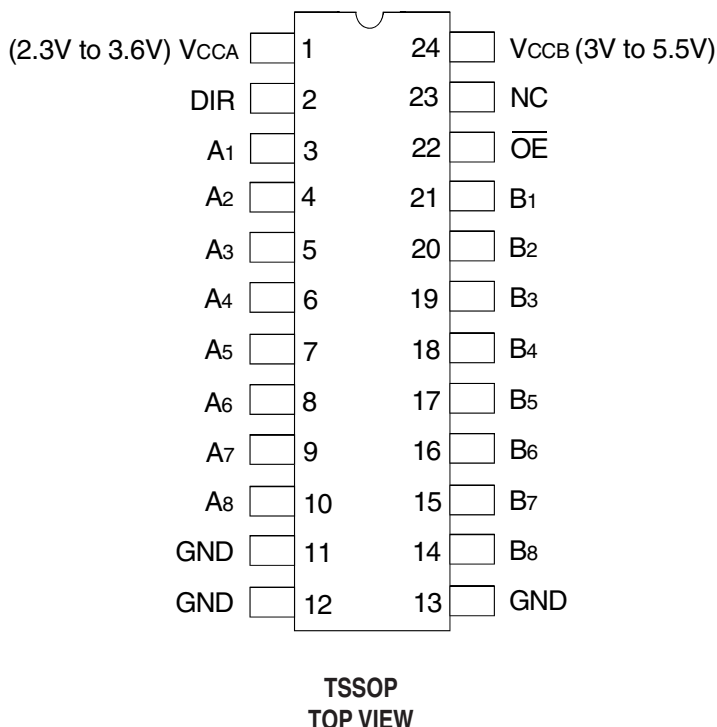 (2.3V to 3.6V) VCCA 1 24 VCCB (3V to 5.5V)
DIR 2 23 NC
A1 3 22 OE
A2 4 21 B1
A3 5 20 B2
A4 6 19 B3
A5 7 18 B4
A6 8 17 B5
A7 9 16 B6
A8 10 15 B7
GND 11 14 B8
GND 12 13 GND
TSSOP
TOP VIEW